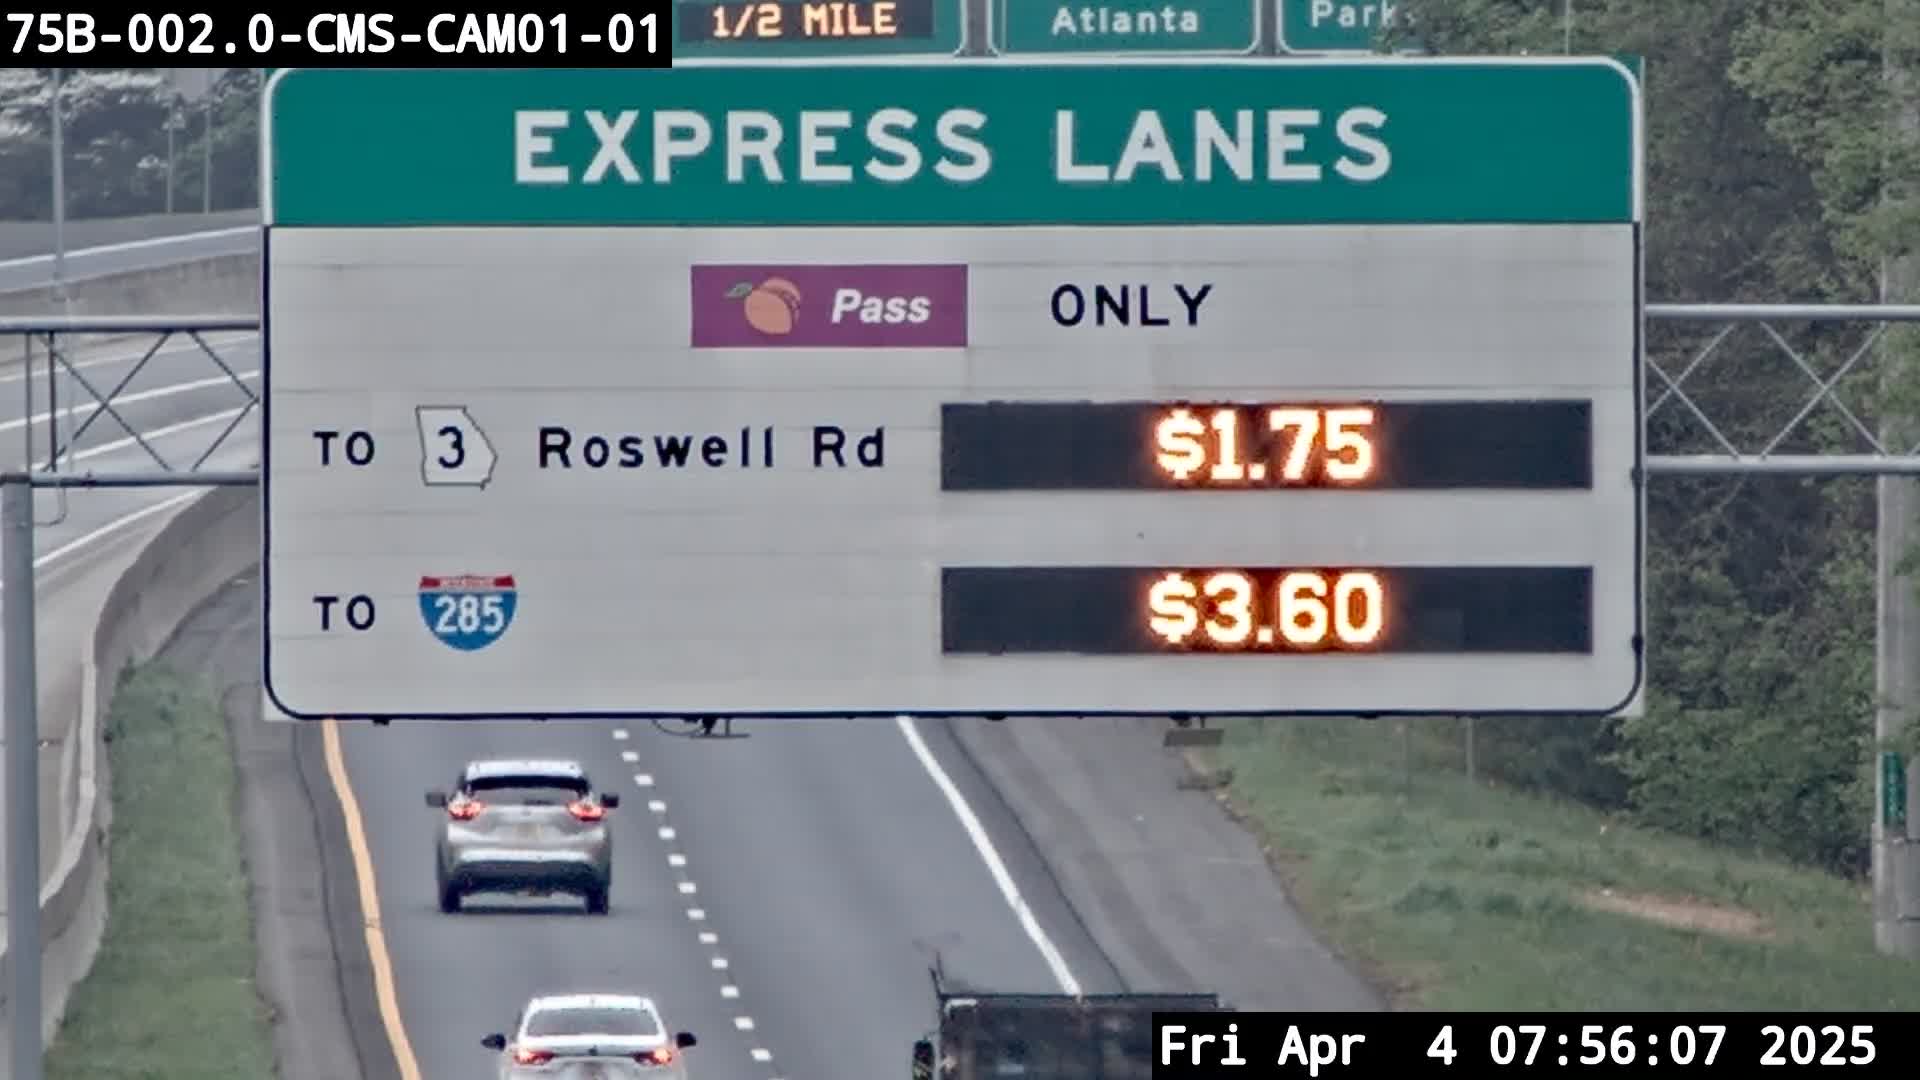 75B-002.0-CMS-CAM01-01
1/2 MILE
Atlanta
Park
EXPRESS LANES
Pass ONLY
TO 3 Roswell Rd $1.75
TO 285 $3.60
Fri Apr 4 07:56:07 2025